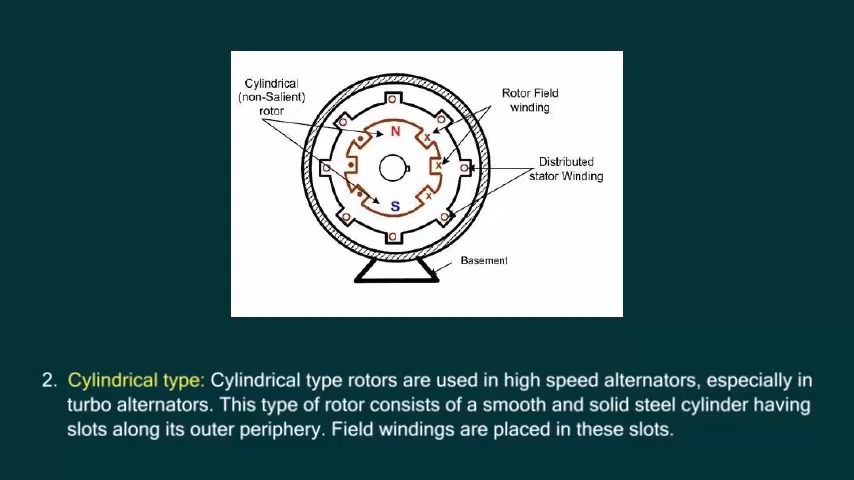 Cylindrical
(non-Salient)
rotor
Rotor Field
winding
N
x
x
x
Distributed
stator Winding
S
Basement
2. Cylindrical type: Cylindrical type rotors are used in high speed alternators, especially in
turbo alternators. This type of rotor consists of a smooth and solid steel cylinder having
slots along its outer periphery. Field windings are placed in these slots.